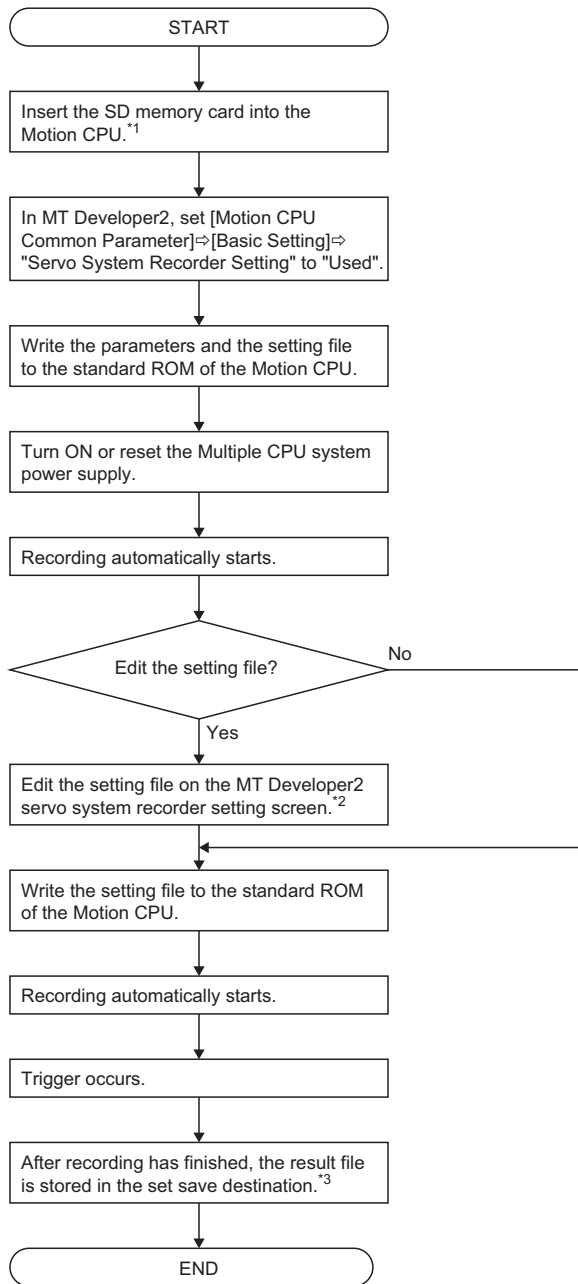 START
Insert the SD memory card into the
Motion CPU.*1
In MT Developer2, set [Motion CPU
Common Parameter]⇨[Basic Setting]⇨
"Servo System Recorder Setting" to "Used".
Write the parameters and the setting file
to the standard ROM of the Motion CPU.
Turn ON or reset the Multiple CPU system
power supply.
Recording automatically starts.
Edit the setting file?
No
Yes
Edit the setting file on the MT Developer2
servo system recorder setting screen.*2
Write the setting file to the standard ROM
of the Motion CPU.
Recording automatically starts.
Trigger occurs.
After recording has finished, the result file
is stored in the set save destination.*3
END